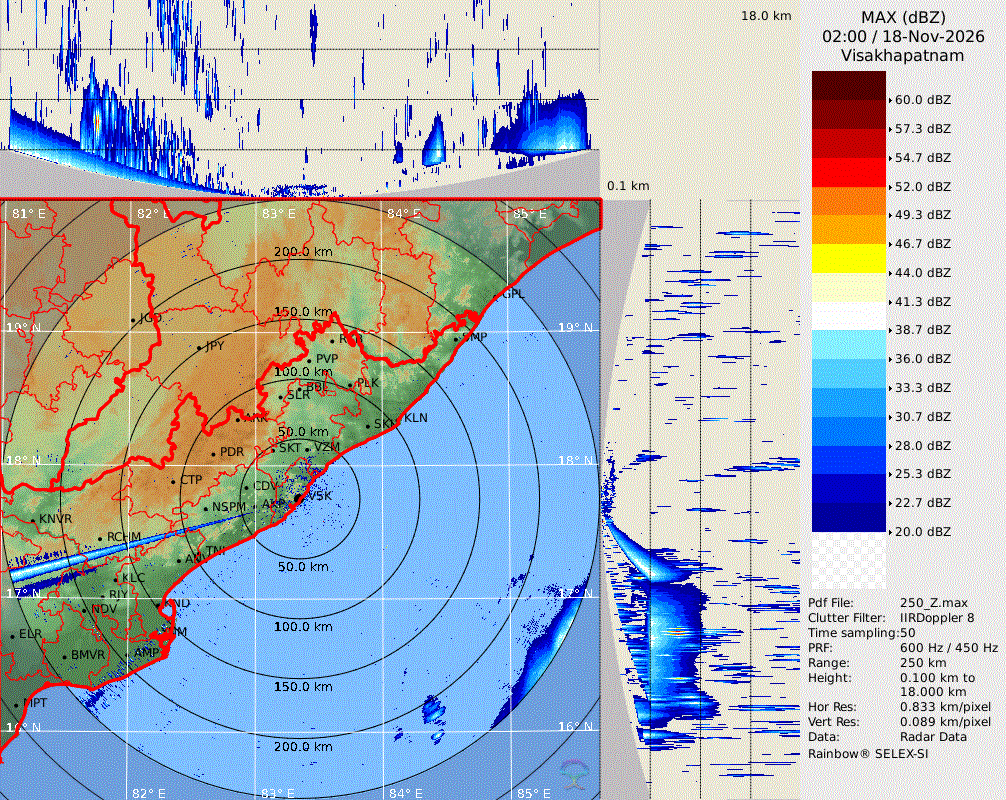 18.0 km
0.1 km
MAX (dBZ)
02:00 / 18-Nov-2026
Visakhapatnam
60.0 dBZ
57.3 dBZ
54.7 dBZ
52.0 dBZ
49.3 dBZ
46.7 dBZ
44.0 dBZ
41.3 dBZ
38.7 dBZ
36.0 dBZ
33.3 dBZ
30.7 dBZ
28.0 dBZ
25.3 dBZ
22.7 dBZ
20.0 dBZ
81° E 82° E 83° E 84° E 85° E
200.0 km
GPL
150.0 km
JGD
19° N 19° N
SMP
JPY
PVP
100.0 km
BBL PLK
SLR
KLN
50.0 km
SKT VZM
PDR
18° N 18° N
CTP
CDV
VSK
NSPM AKP
KNVR
RCHM
TNI
50.0 km
KLC
RJY
17° N 17° N
NDV
100.0 km
ELR
BMVR AMP
150.0 km
MPT
16° N 16° N
200.0 km
82° E 83° E 84° E 85° E
Pdf File: 250_Z.max
Clutter Filter: IIRDoppler 8
Time sampling:50
PRF: 600 Hz / 450 Hz
Range: 250 km
Height: 0.100 km to
18.000 km
Hor Res: 0.833 km/pixel
Vert Res: 0.089 km/pixel
Data: Radar Data
Rainbow® SELEX-SI